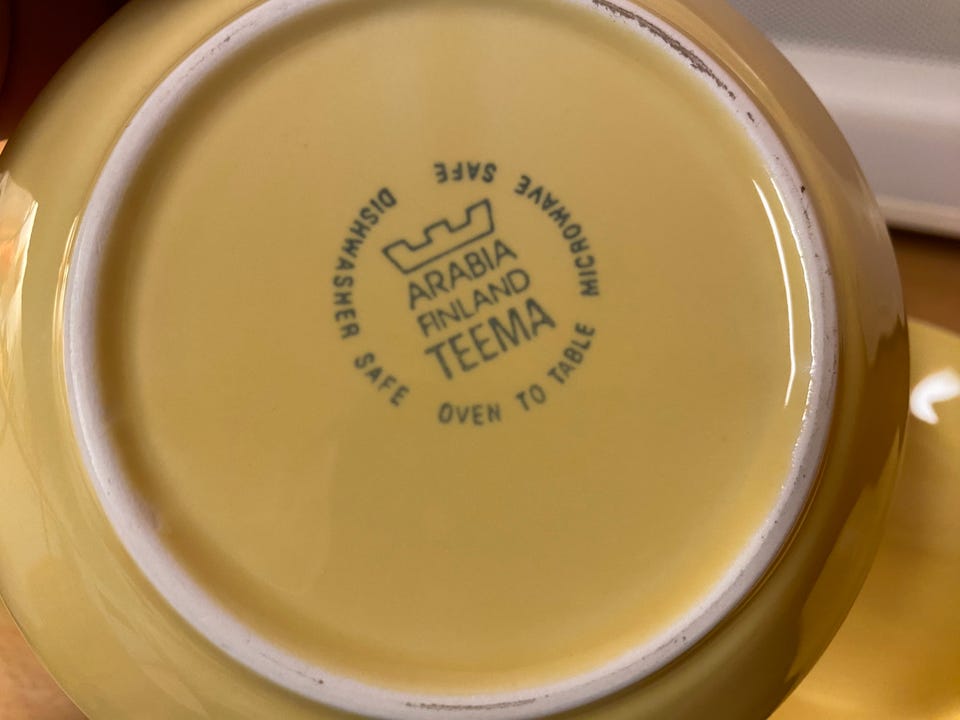 ARABIA
FINLAND
TEEMA
DISHWASHER SAFE
OVEN TO TABLE
MICROWAVE SAFE